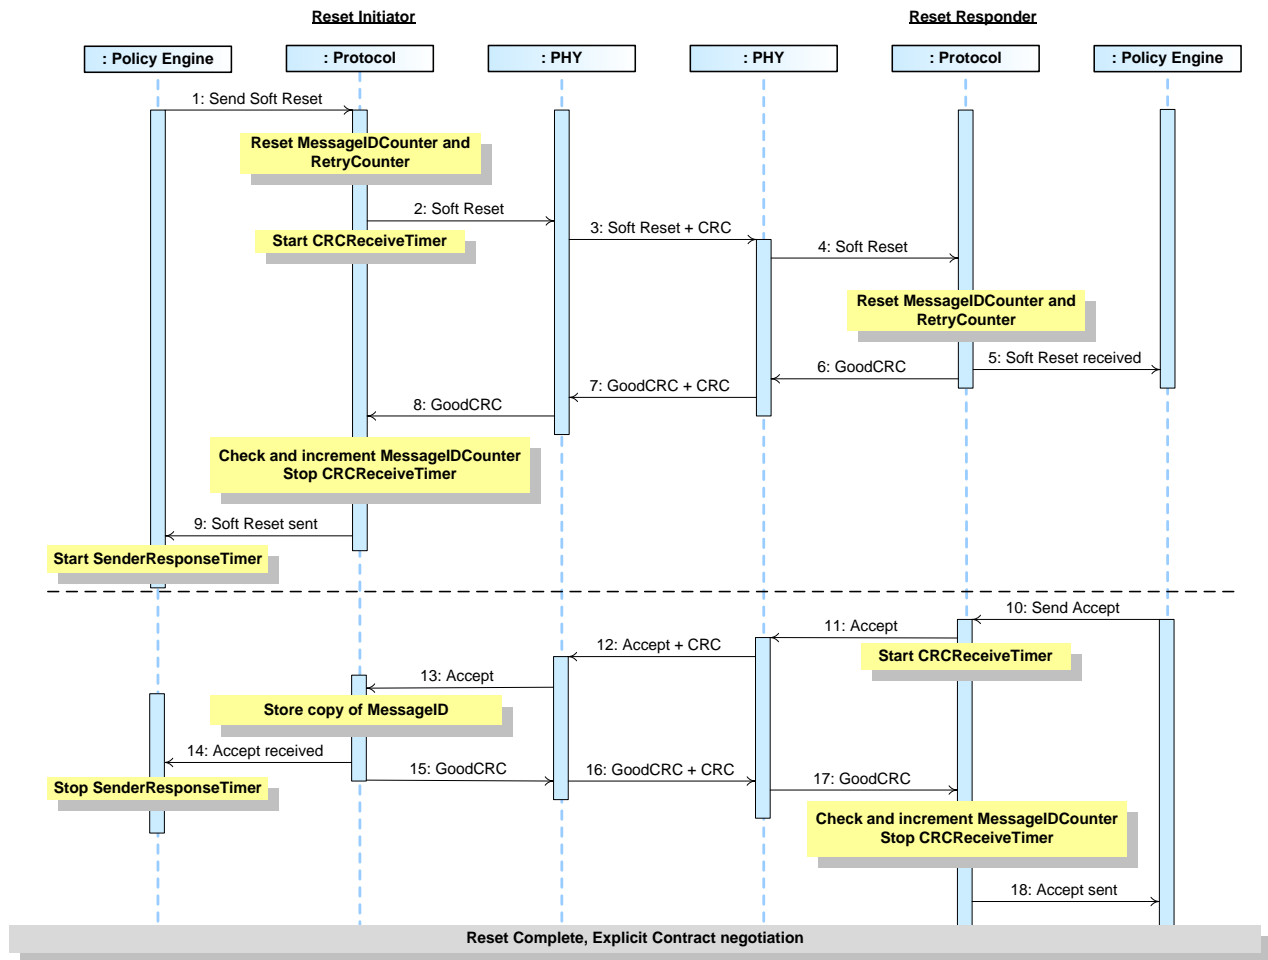 Reset Initiator
Reset Responder
: Policy Engine
: Protocol
: PHY
: PHY
: Protocol
: Policy Engine
1: Send Soft Reset
Reset MessageIDCounter and
RetryCounter
2: Soft Reset
Start CRCReceiveTimer
3: Soft Reset + CRC
4: Soft Reset
Reset MessageIDCounter and
RetryCounter
5: Soft Reset received
6: GoodCRC
7: GoodCRC + CRC
8: GoodCRC
Check and increment MessageIDCounter
Stop CRCReceiveTimer
9: Soft Reset sent
Start SenderResponseTimer
10: Send Accept
11: Accept
Start CRCReceiveTimer
12: Accept + CRC
13: Accept
Store copy of MessageID
14: Accept received
Stop SenderResponseTimer
15: GoodCRC
16: GoodCRC + CRC
17: GoodCRC
Check and increment MessageIDCounter
Stop CRCReceiveTimer
18: Accept sent
Reset Complete, Explicit Contract negotiation